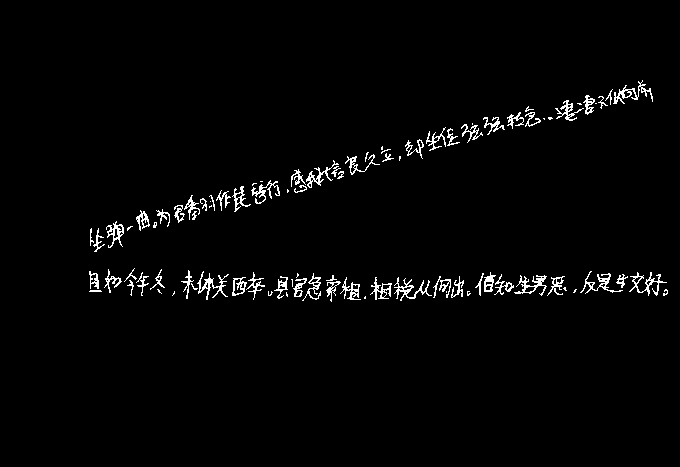 坐弹一曲。为君番对作琵琶行。感我此言良久立，却坐促弦弦转急..凄凄不似向前
且如今年冬，未休关西卒。县官急索租，租税从何出。信知生男恶，反是生女好。